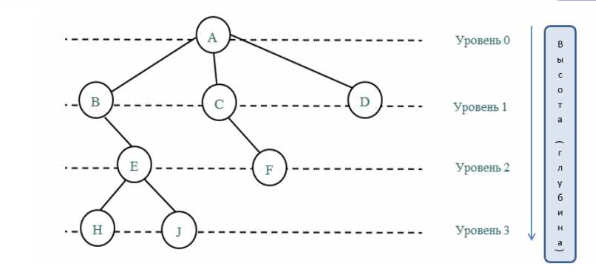 A
Уровень 0
B
C
D
Уровень 1
E
F
Уровень 2
H
J
Уровень 3
Высота (глубина)